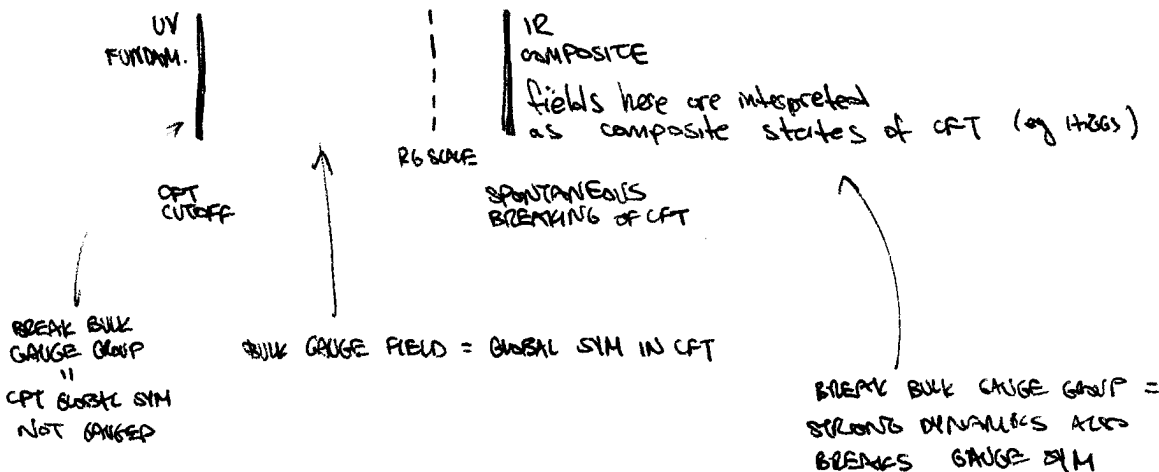 UV
FUNDAM.
IR
COMPOSITE
fields here are interpreted
as composite states of CFT (eg HIGGS)
RG SCALE
CFT
CUTOFF
SPONTANEOUS
BREAKING OF CFT
BREAK BULK
GAUGE GROUP
"
CFT GLOBAL SYM
NOT GAUGED
BULK GAUGE FIELD = GLOBAL SYM IN CFT
BREAK BULK GAUGE GROUP =
STRONG DYNAMICS ALSO
BREAKS GAUGE SYM